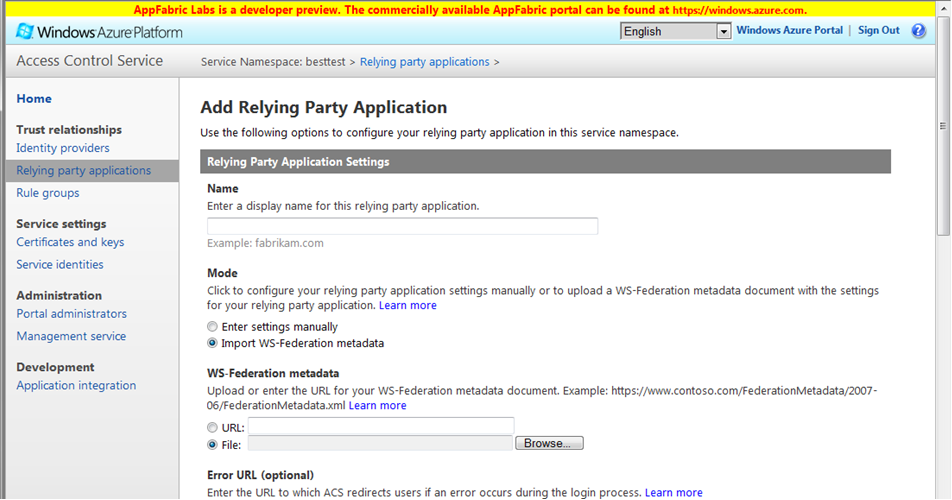 AppFabric Labs is a developer preview. The commercially available AppFabric portal can be found at https://windows.azure.com.
Windows Azure Platform
English
Windows Azure Portal | Sign Out
?
Access Control Service
Service Namespace: besttest > Relying party applications >
Home
Trust relationships
Identity providers
Relying party applications
Rule groups
Service settings
Certificates and keys
Service identities
Administration
Portal administrators
Management service
Development
Application integration
Add Relying Party Application
Use the following options to configure your relying party application in this service namespace.
Relying Party Application Settings
Name
Enter a display name for this relying party application.
Example: fabrikam.com
Mode
Click to configure your relying party application settings manually or to upload a WS-Federation metadata document with the settings
for your relying party application. Learn more
Enter settings manually
Import WS-Federation metadata
WS-Federation metadata
Upload or enter the URL for your WS-Federation metadata document. Example: https://www.contoso.com/FederationMetadata/2007-
06/FederationMetadata.xml Learn more
URL:
File:
Browse...
Error URL (optional)
Enter the URL to which ACS redirects users if an error occurs during the login process. Learn more